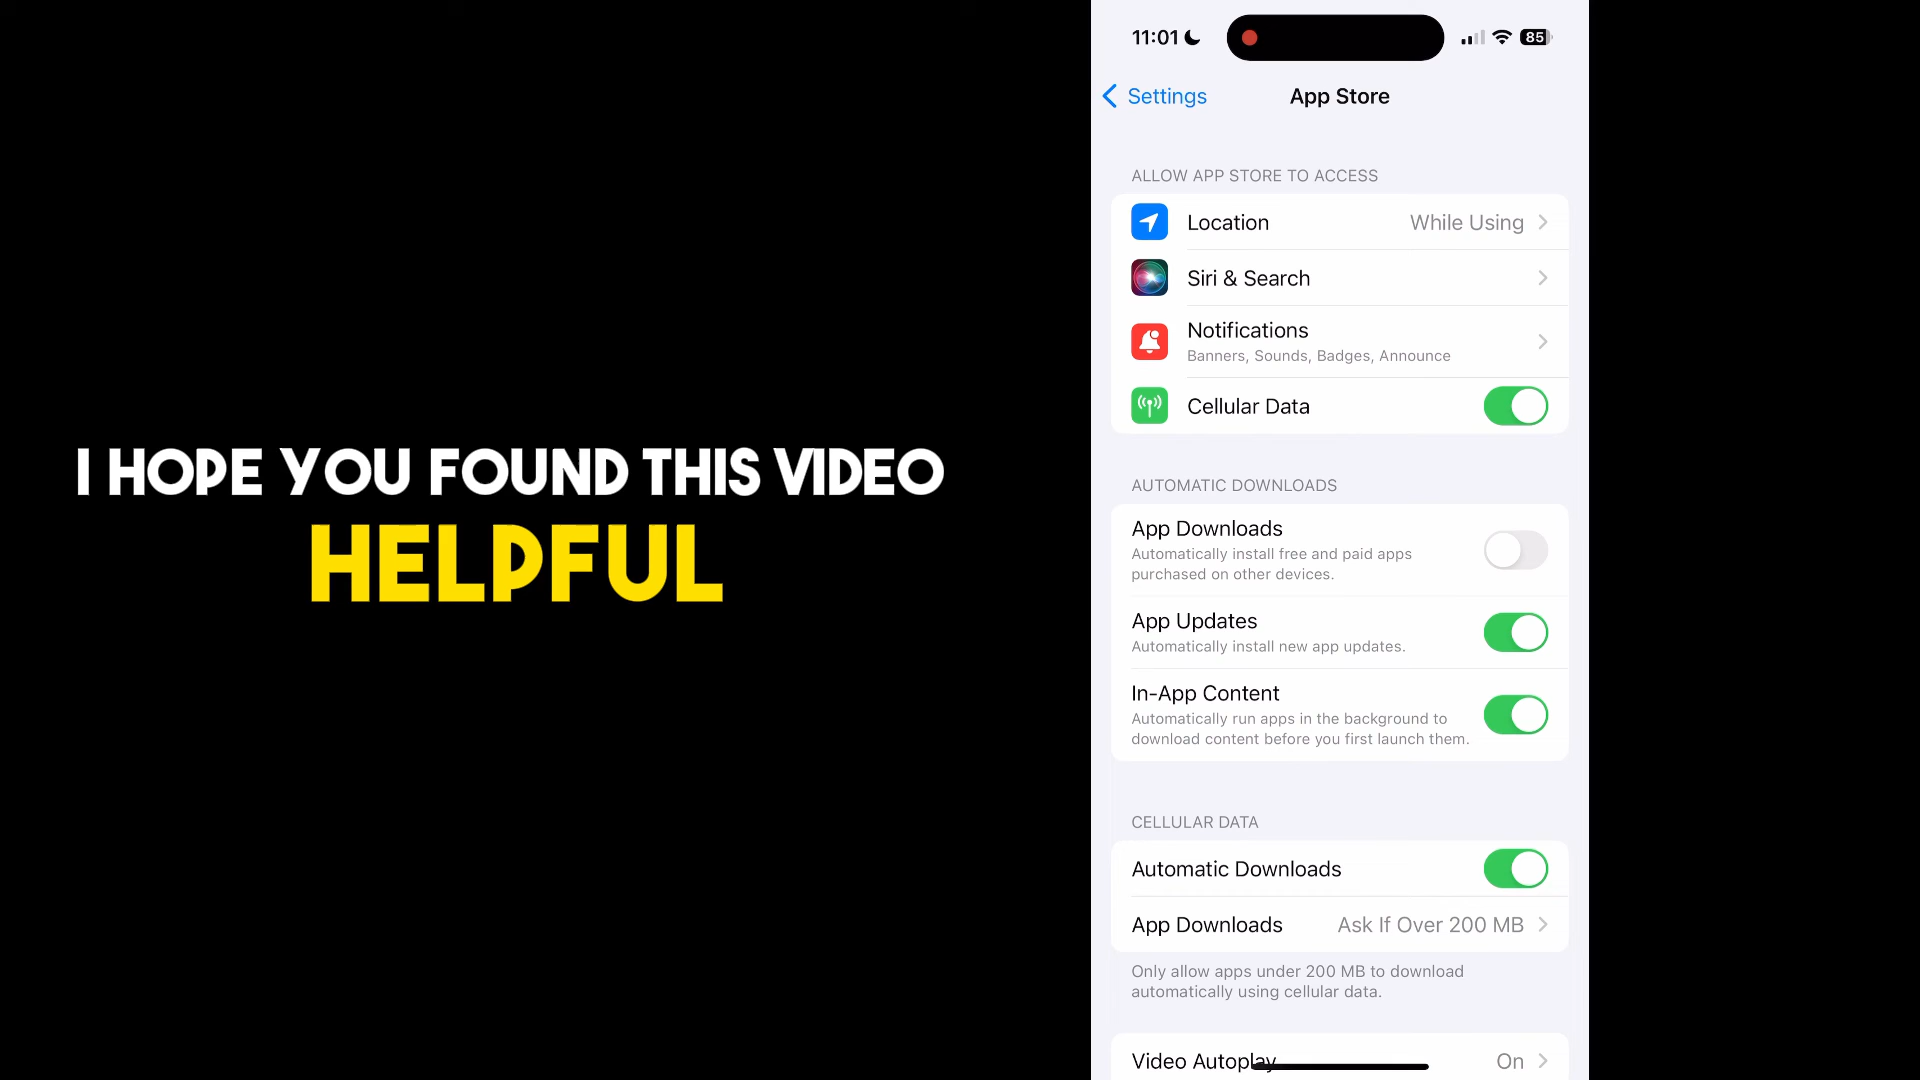 I HOPE YOU FOUND THIS VIDEO
HELPFUL
11:01
85
Settings
App Store
ALLOW APP STORE TO ACCESS
Location While Using
Siri & Search
Notifications
Banners, Sounds, Badges, Announce
Cellular Data
AUTOMATIC DOWNLOADS
App Downloads
Automatically install free and paid apps
purchased on other devices.
App Updates
Automatically install new app updates.
In-App Content
Automatically run apps in the background to
download content before you first launch them.
CELLULAR DATA
Automatic Downloads
App Downloads Ask If Over 200 MB
Only allow apps under 200 MB to download
automatically using cellular data.
Video Autoplay On